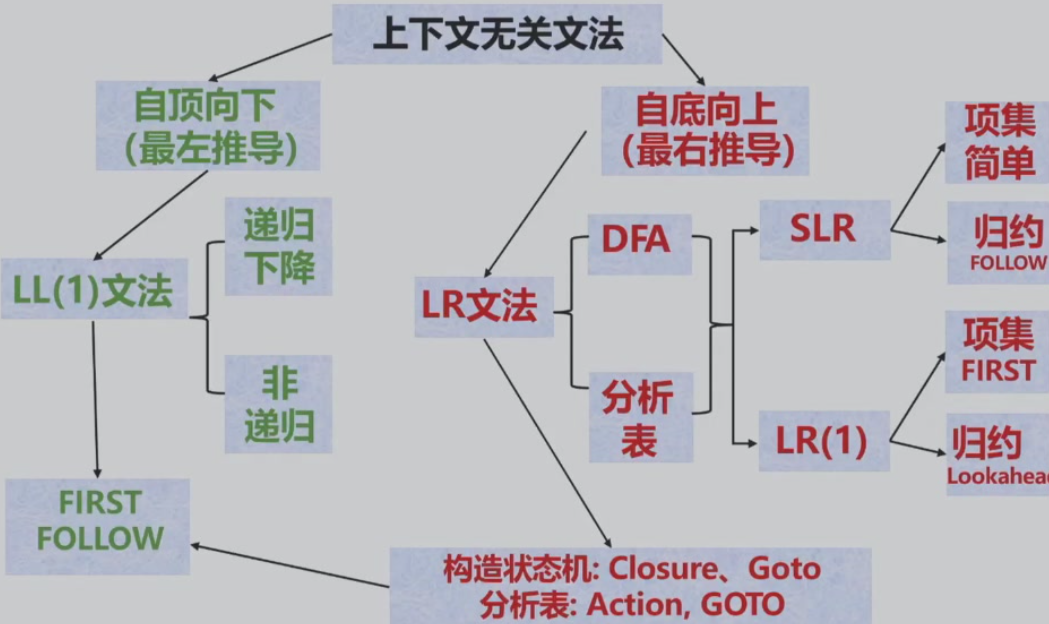 上下文无关文法
自顶向下
（最左推导）
自底向上
（最右推导）
LL(1)文法
递归
下降
非
递归
FIRST
FOLLOW
LR文法
DFA
分析
表
SLR
LR(1)
项集
简单
归约
FOLLOW
项集
FIRST
归约
Lookahead
构造状态机: Closure、Goto
分析表: Action, GOTO